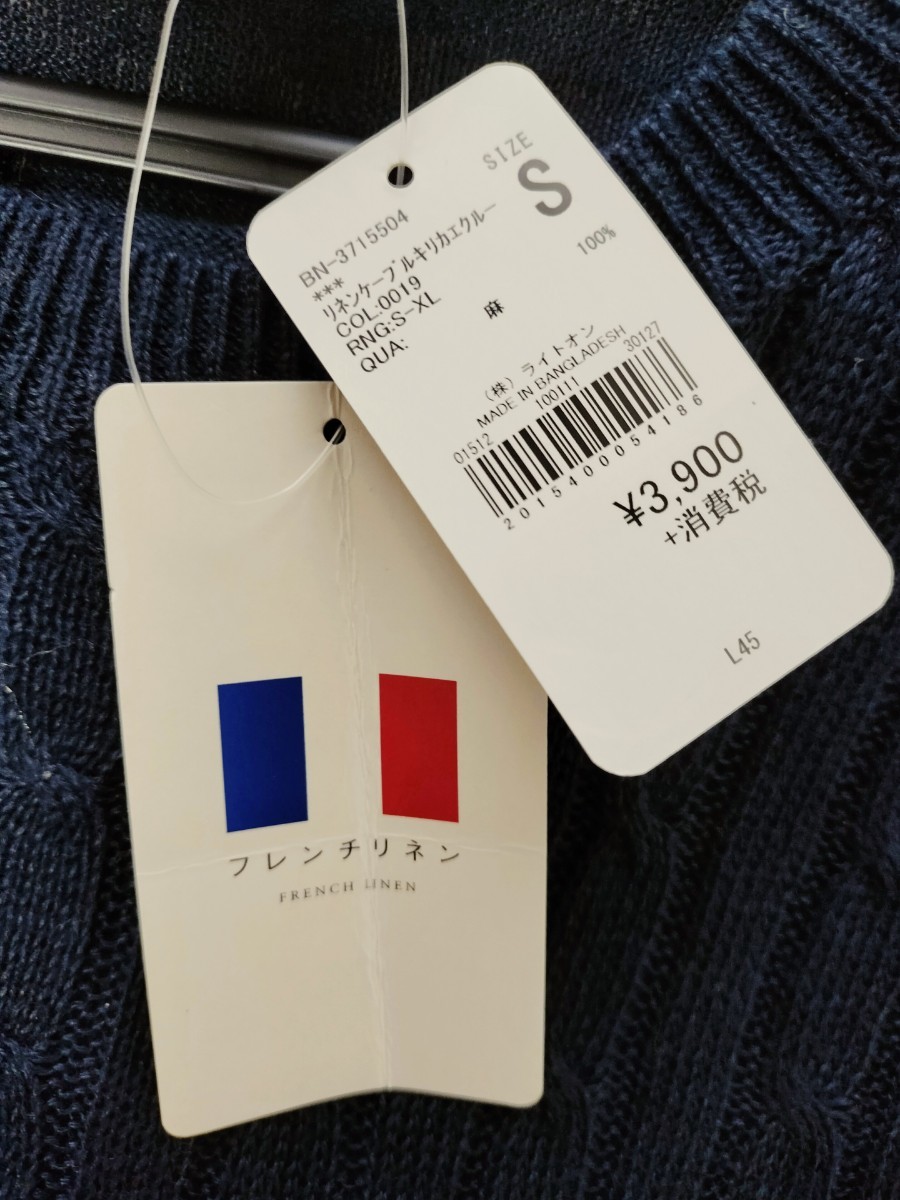 SIZE
S
BN-3715504
***
リネンケーブルキリカエクルー
COL:0019
RNG:S-XL
QUA:
麻 100%
(株)ライトオン
MADE IN BANGLADESH
01512 100111 30127
2015400054186
¥3,900
+消費税
L45
フレンチリネン
FRENCH LINEN